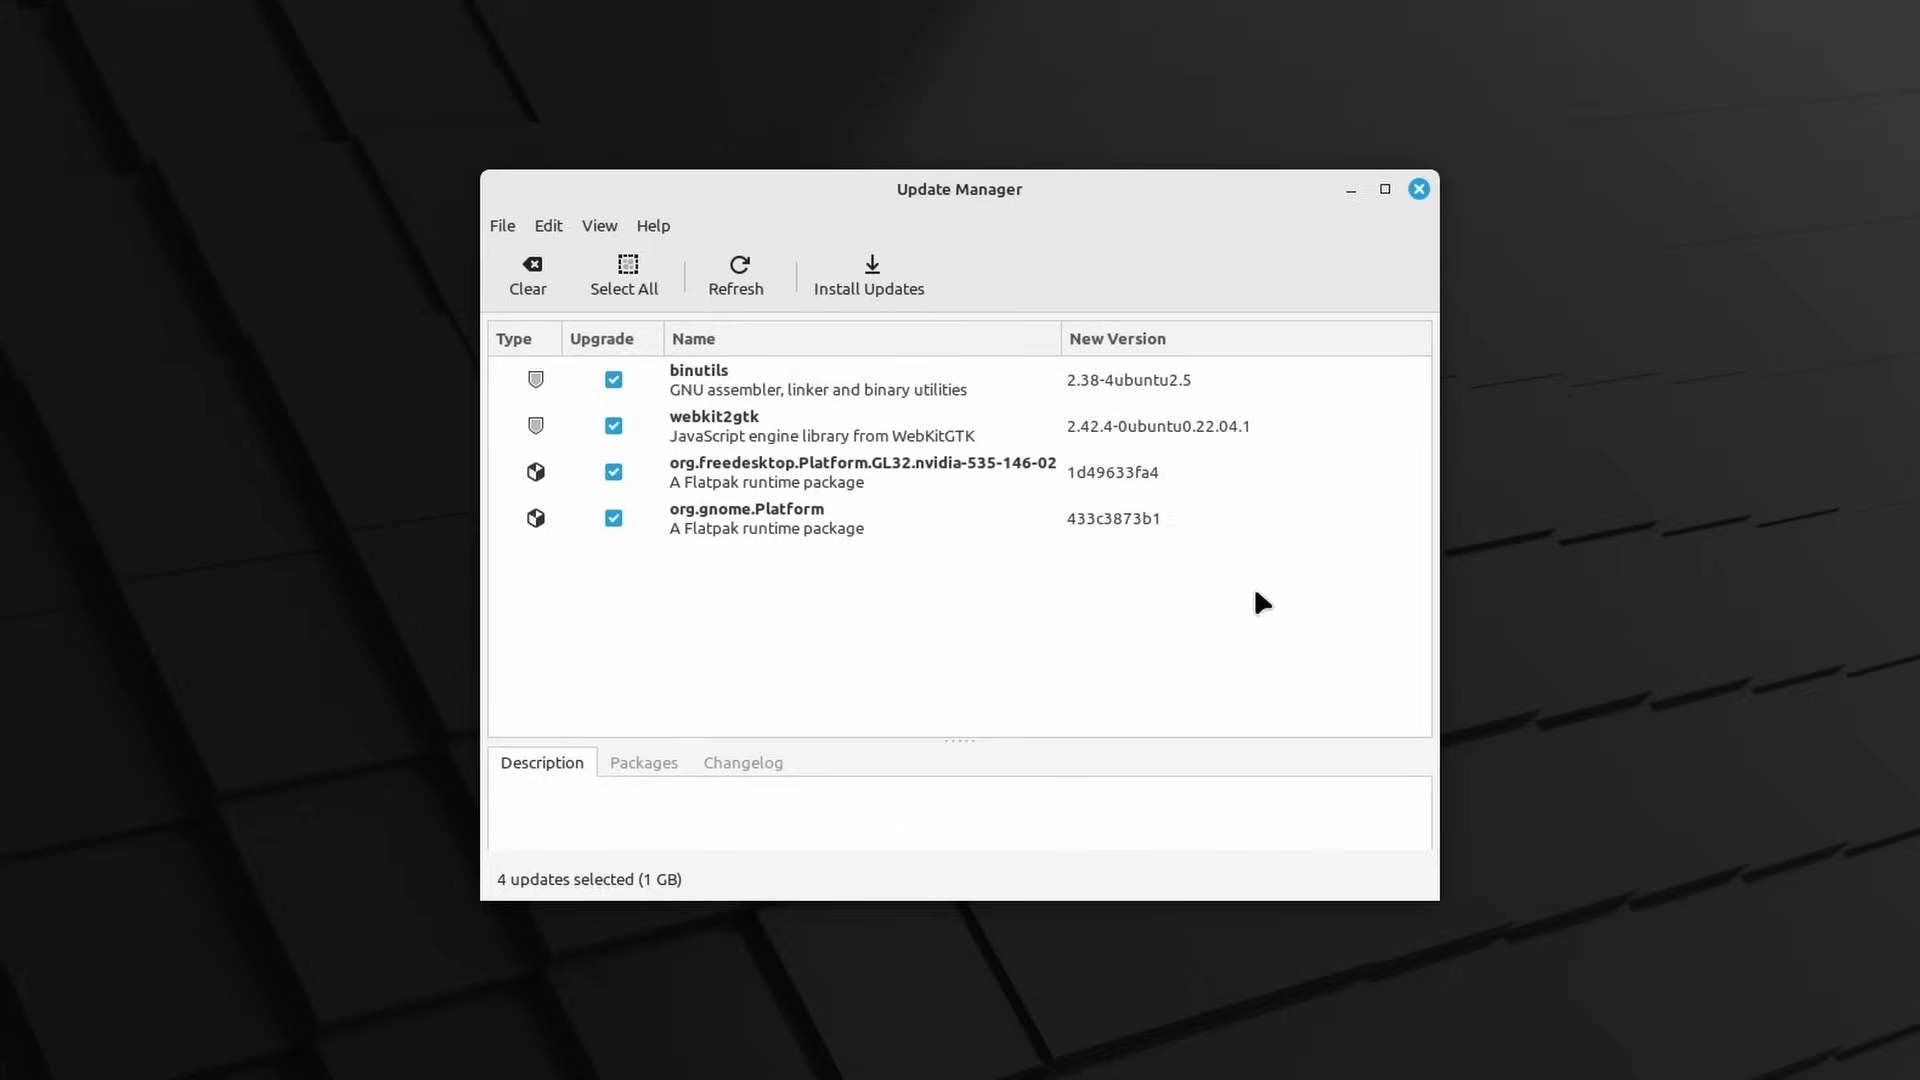 Update Manager
File Edit View Help
Clear Select All Refresh Install Updates
Type Upgrade Name New Version
binutils
GNU assembler, linker and binary utilities 2.38-4ubuntu2.5
webkit2gtk
JavaScript engine library from WebKitGTK 2.42.4-0ubuntu0.22.04.1
org.freedesktop.Platform.GL32.nvidia-535-146-02
A Flatpak runtime package 1d49633fa4
org.gnome.Platform
A Flatpak runtime package 433c3873b1
Description Packages Changelog
4 updates selected (1 GB)